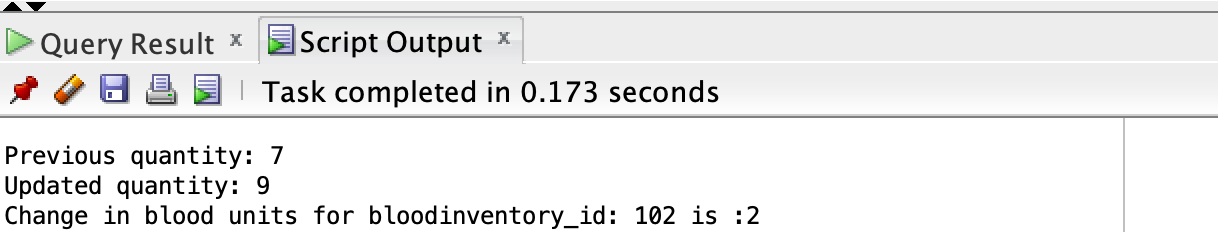 Query Result x Script Output x
Task completed in 0.173 seconds
Previous quantity: 7
Updated quantity: 9
Change in blood units for bloodinventory_id: 102 is :2